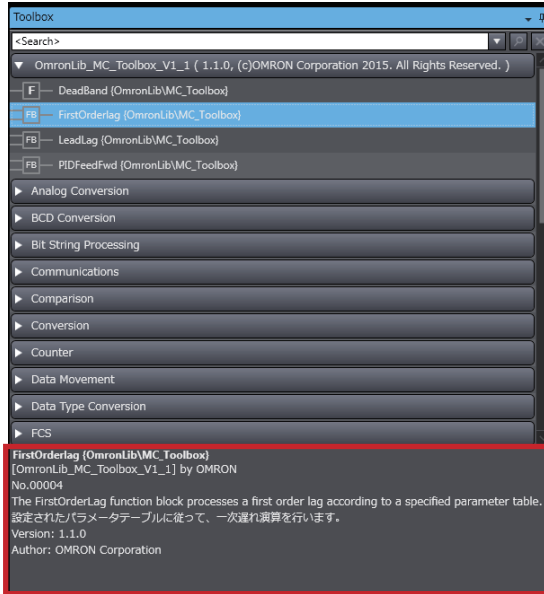 Toolbox
<Search>
OmronLib_MC_Toolbox_V1_1 ( 1.1.0, (c)OMRON Corporation 2015. All Rights Reserved. )
F DeadBand {OmronLib\MC_Toolbox}
FB FirstOrderlag {OmronLib\MC_Toolbox}
FB LeadLag {OmronLib\MC_Toolbox}
FB PIDFeedFwd {OmronLib\MC_Toolbox}
Analog Conversion
BCD Conversion
Bit String Processing
Communications
Comparison
Conversion
Counter
Data Movement
Data Type Conversion
FCS
FirstOrderlag {OmronLib\MC_Toolbox}
[OmronLib_MC_Toolbox_V1_1] by OMRON
No.00004
The FirstOrderLag function block processes a first order lag according to a specified parameter table.
設定されたパラメータテーブルに従って、一次遅れ演算を行います。
Version: 1.1.0
Author: OMRON Corporation